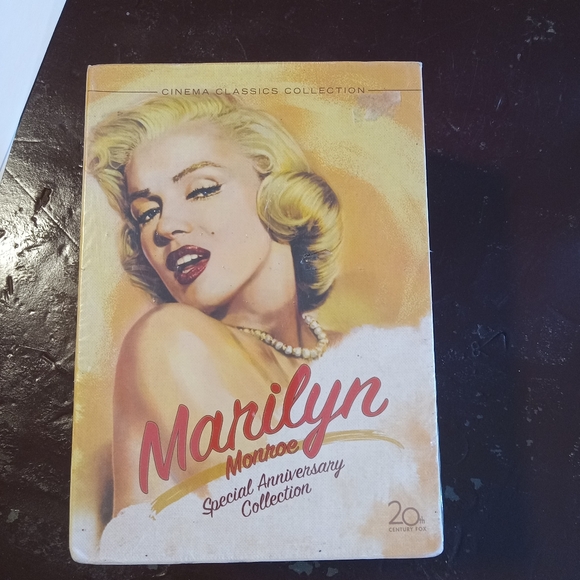 CINEMA CLASSICS COLLECTION
Marilyn
Monroe
Special Anniversary
Collection
20th
CENTURY FOX